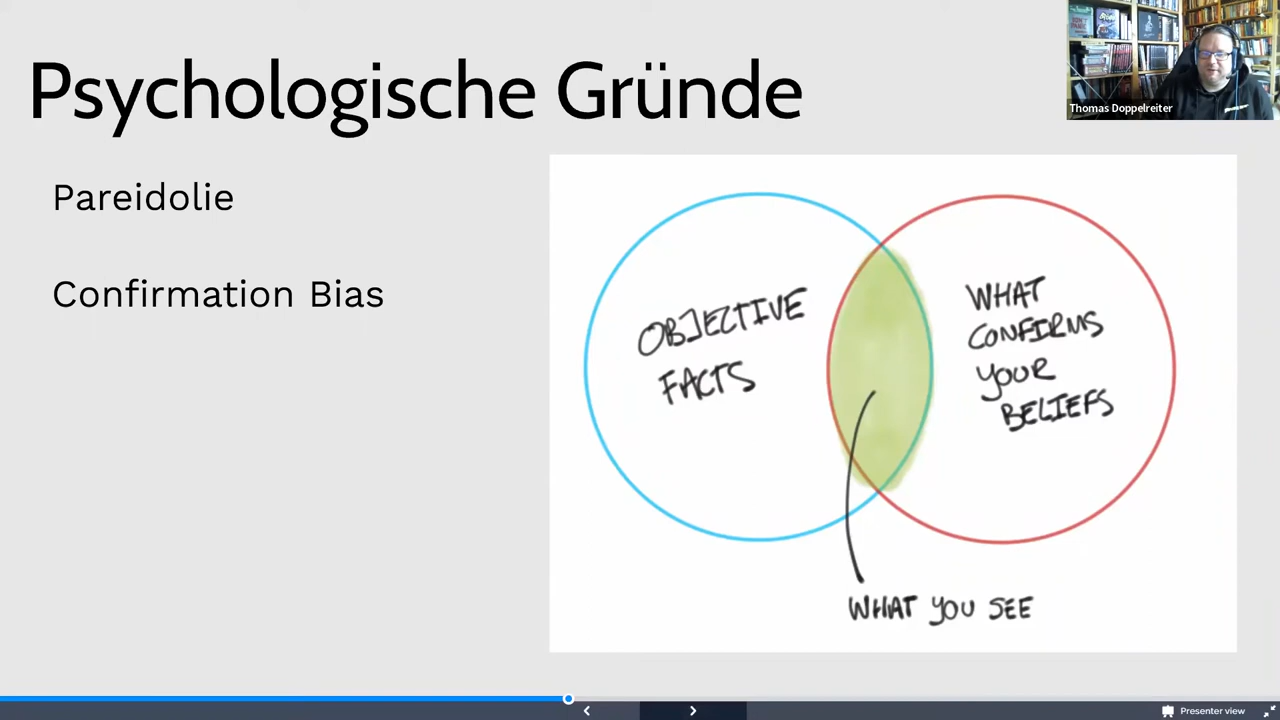 Psychologische Gründe
Thomas Doppelreiter
Pareidolie
Confirmation Bias
OBJECTIVE
FACTS
WHAT
CONFIRMS
YOUR
BELIEFS
WHAT YOU SEE
Presenter view